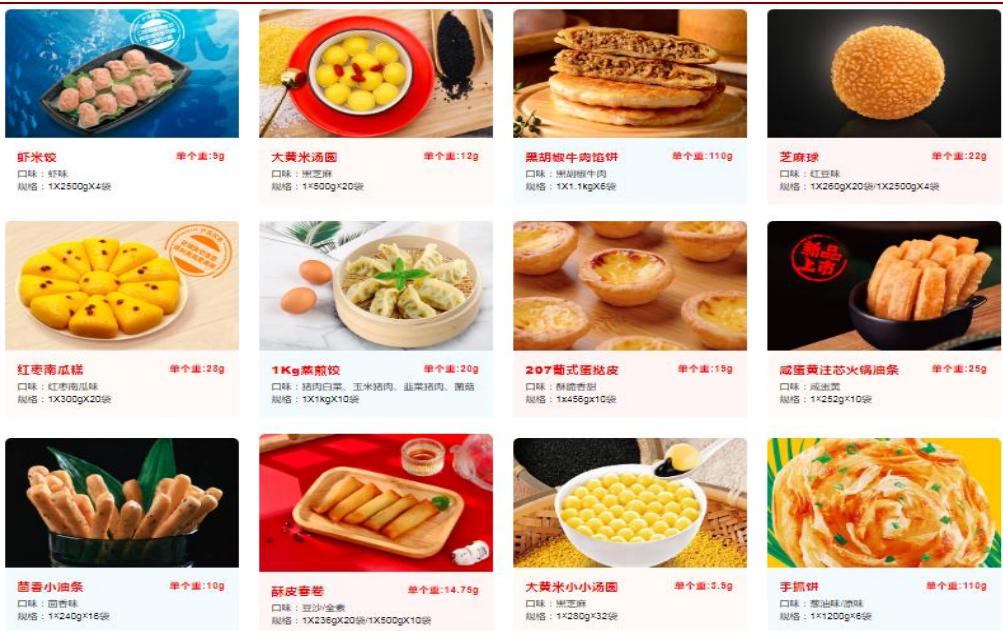 虾米饺 单个重:9g
口味：虾味
规格：1X2500gX4袋
大黄米汤圆 单个重:12g
口味：黑芝麻
规格：1×500g×20袋
黑胡椒牛肉馅饼 单个重:110g
口味：黑胡椒牛肉
规格：1X1.1kgX6袋
芝麻球 单个重:22g
口味：红豆味
规格：1X260gX20袋/1X2500gX4袋
红枣南瓜糕 单个重:28g
口味：红枣南瓜味
规格：1X300gX20袋
1Kg蒸煎饺 单个重:20g
口味：猪肉白菜、玉米猪肉、韭菜猪肉、菌菇
规格：1X1kgX10袋
207葡式蛋挞皮 单个重:19g
口味：酥脆香甜
规格：1x456gx10袋
新品
上市
咸蛋黄注芯火锅油条 单个重:25g
口味：咸蛋黄
规格：1×252g×10袋
茴香小油条 单个重:10g
口味：茴香味
规格：1×240g×16袋
酥皮春卷 单个重:14.75g
口味：豆沙/全素
规格：1X236gX20袋/1X500gX10袋
大黄米小小汤圆 单个重:3.5g
口味：黑芝麻
规格：1×280g×32袋
手抓饼 单个重:110g
口味：葱油味/原味
规格：1×1200g×6袋